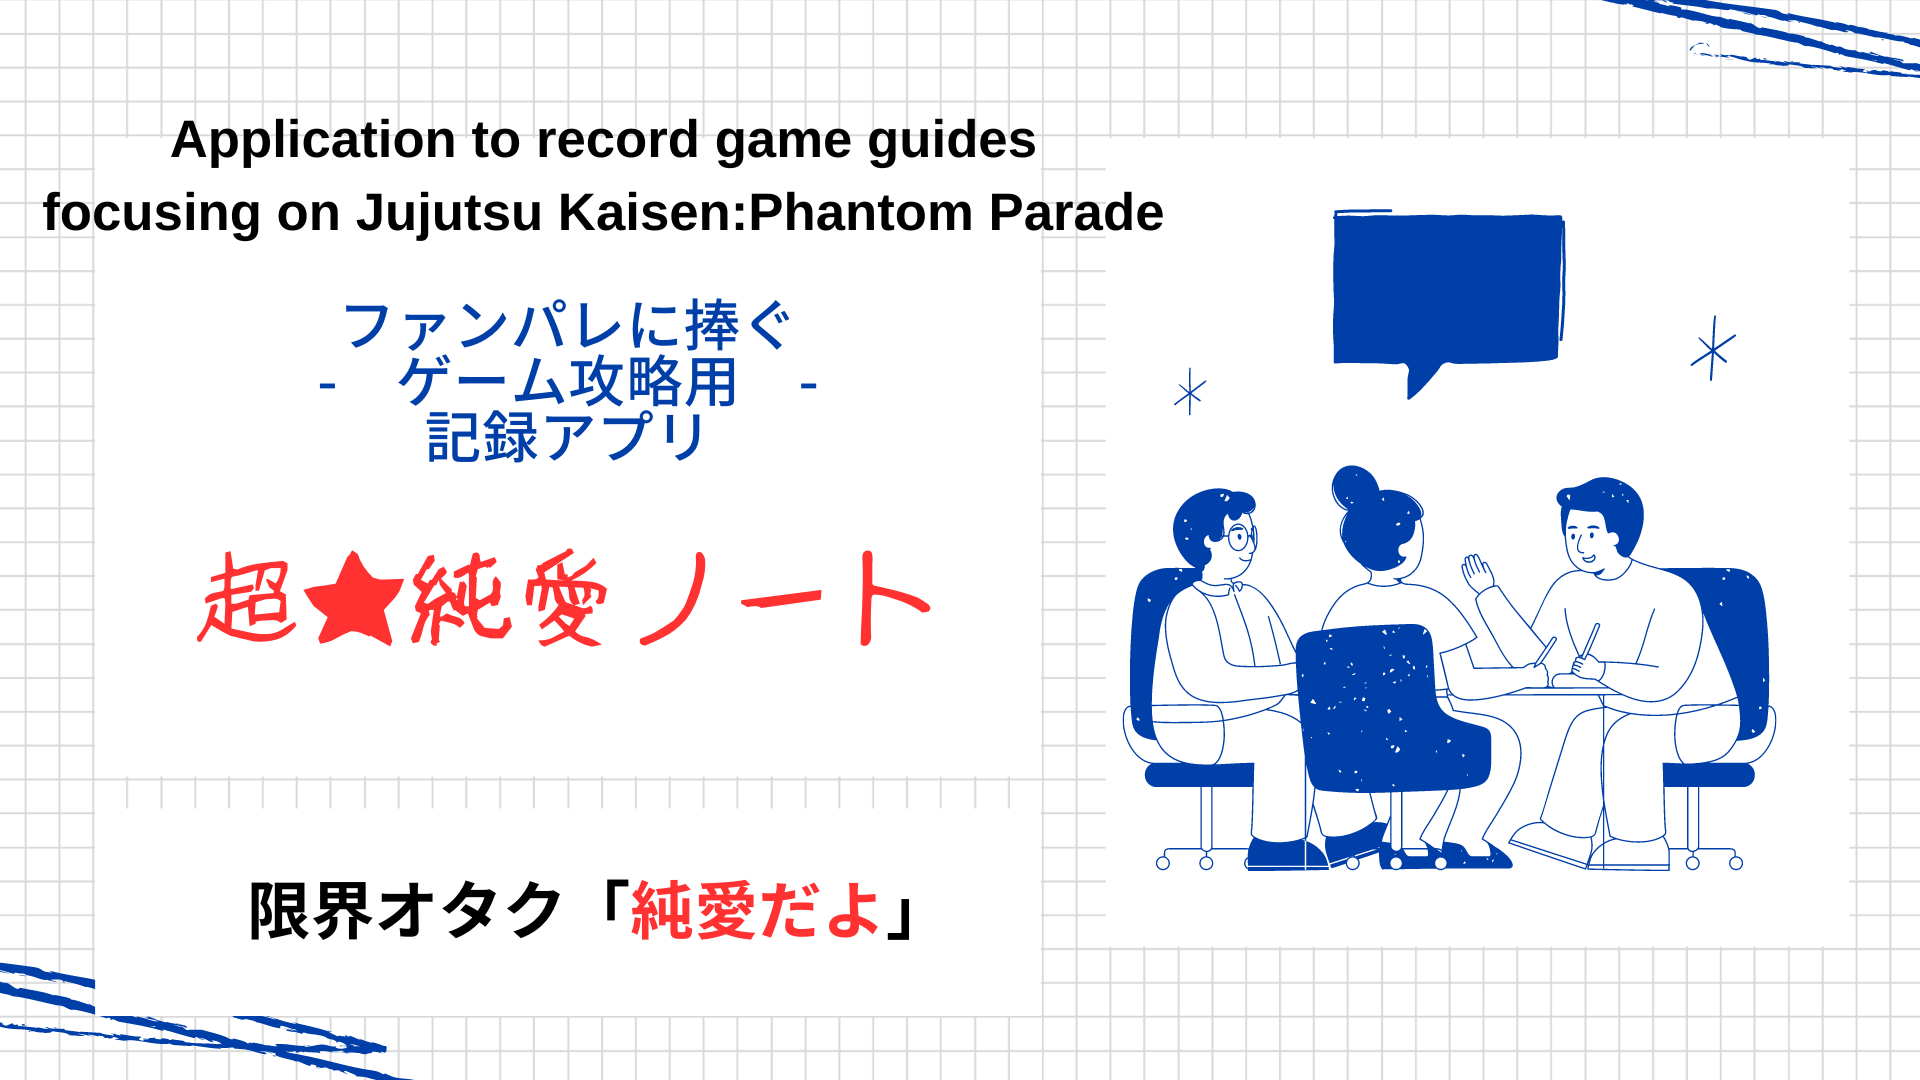 Application to record game guides
focusing on Jujutsu Kaisen:Phantom Parade
ファンパレに捧ぐ
-　ゲーム攻略用　-
記録アプリ
超★純愛ノート
限界オタク「純愛だよ」